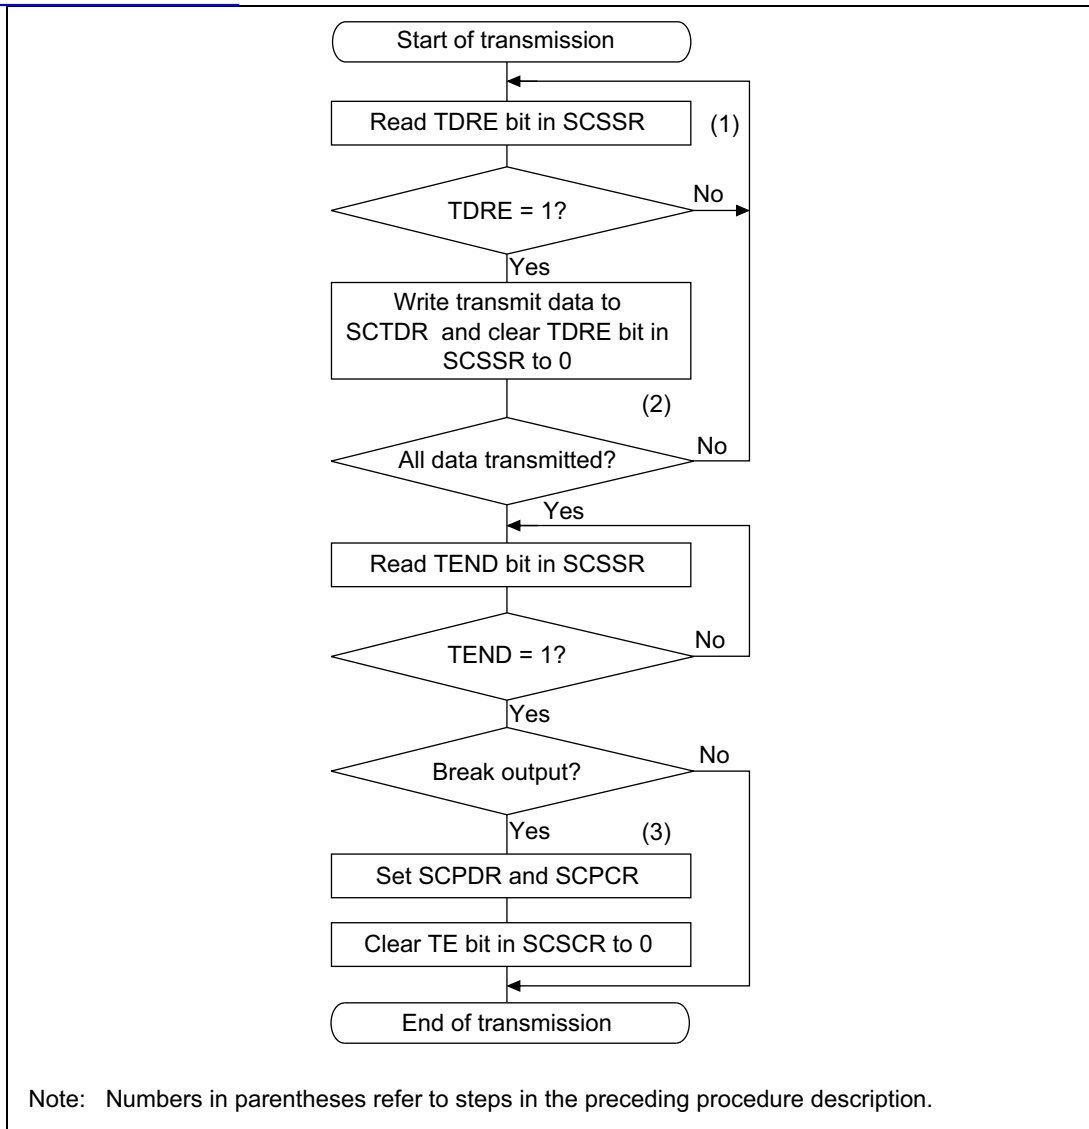 Start of transmission
Read TDRE bit in SCSSR
(1)
TDRE = 1?
No
Yes
Write transmit data to
SCTDR and clear TDRE bit in
SCSSR to 0
(2)
All data transmitted?
No
Yes
Read TEND bit in SCSSR
TEND = 1?
No
Yes
Break output?
No
Yes
(3)
Set SCPDR and SCPCR
Clear TE bit in SCSCR to 0
End of transmission
Note: Numbers in parentheses refer to steps in the preceding procedure description.